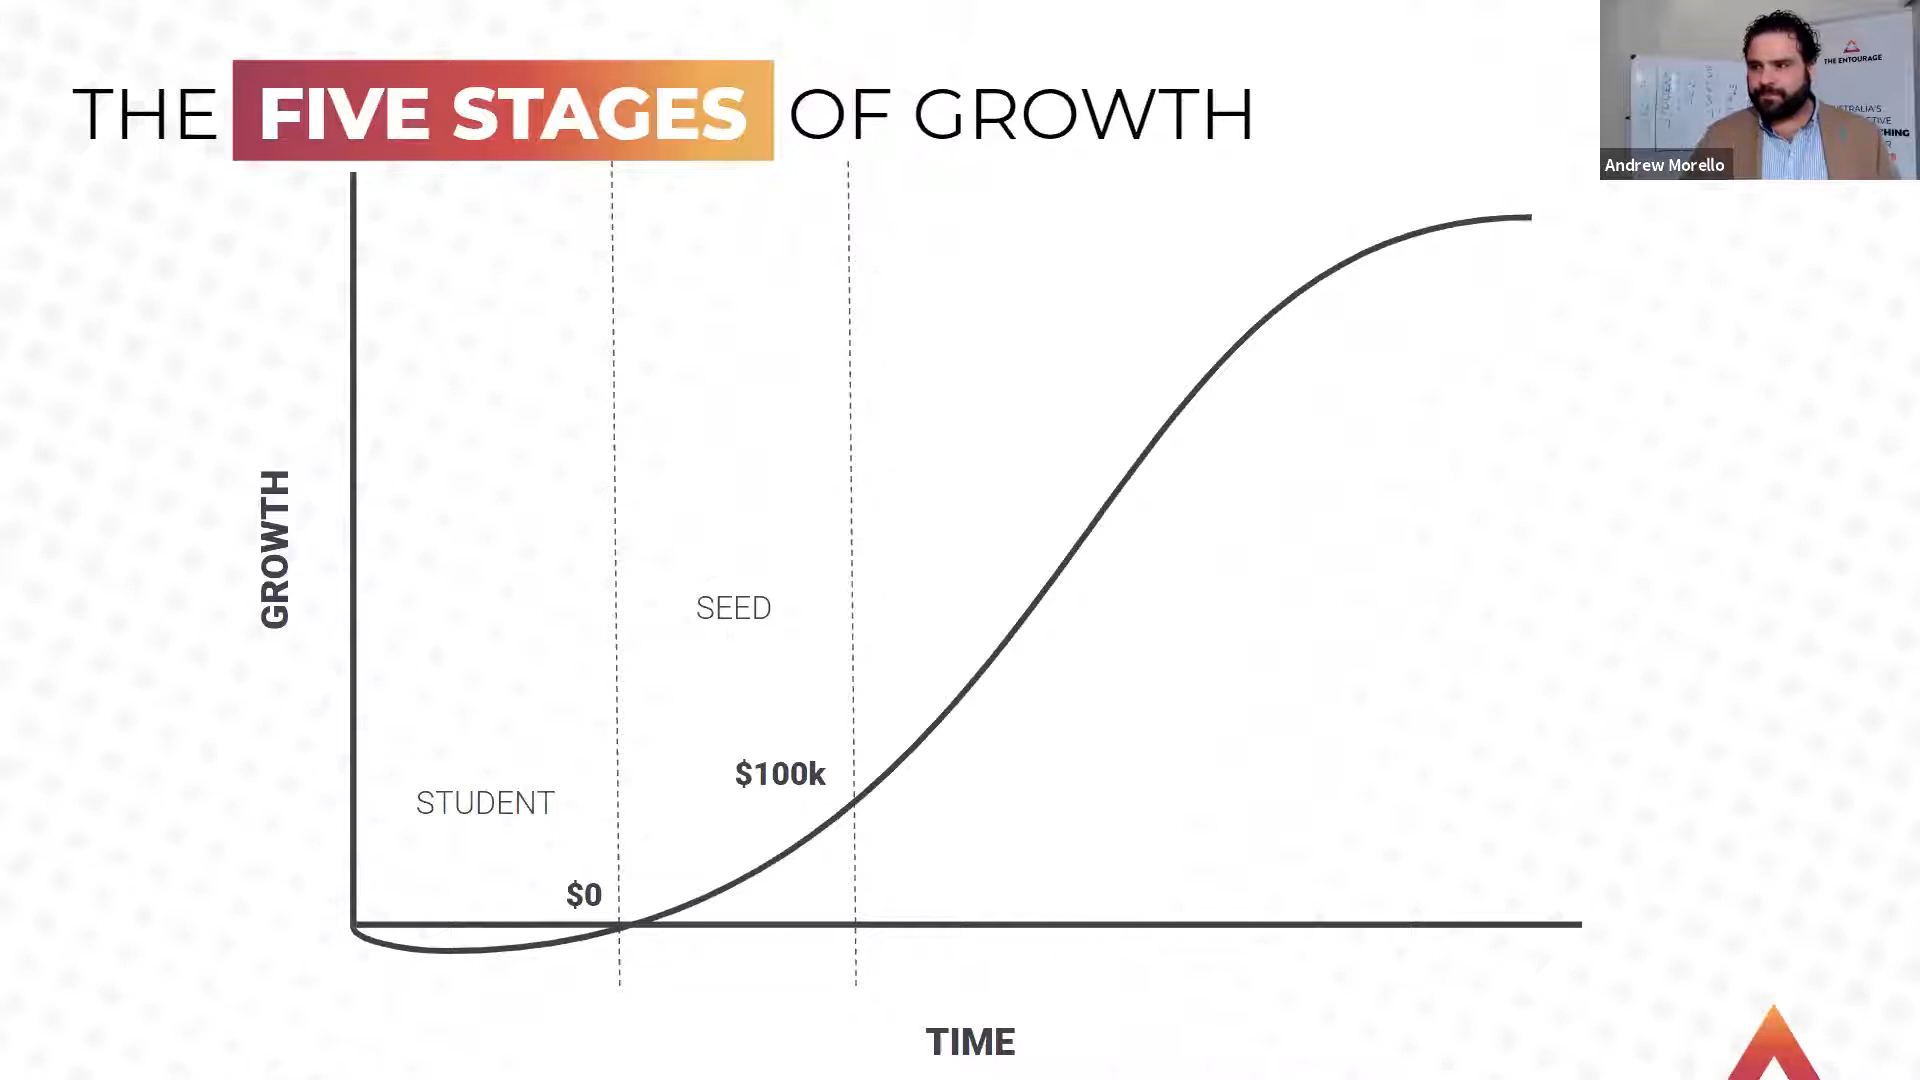 THE FIVE STAGES OF GROWTH
THE ENTOURAGE
Andrew Morello
GROWTH
SEED
$100k
STUDENT
$0
TIME